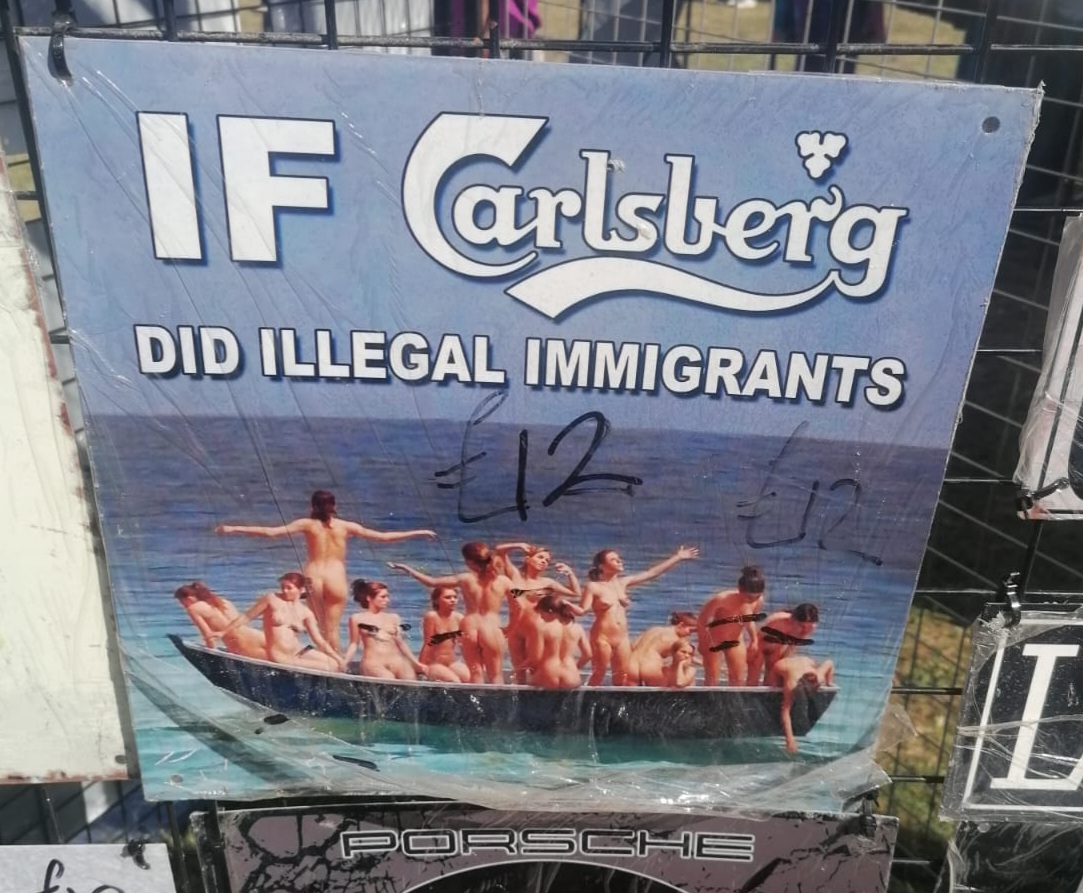 IF Carlsberg
DID ILLEGAL IMMIGRANTS
£12 £12
PORSCHE